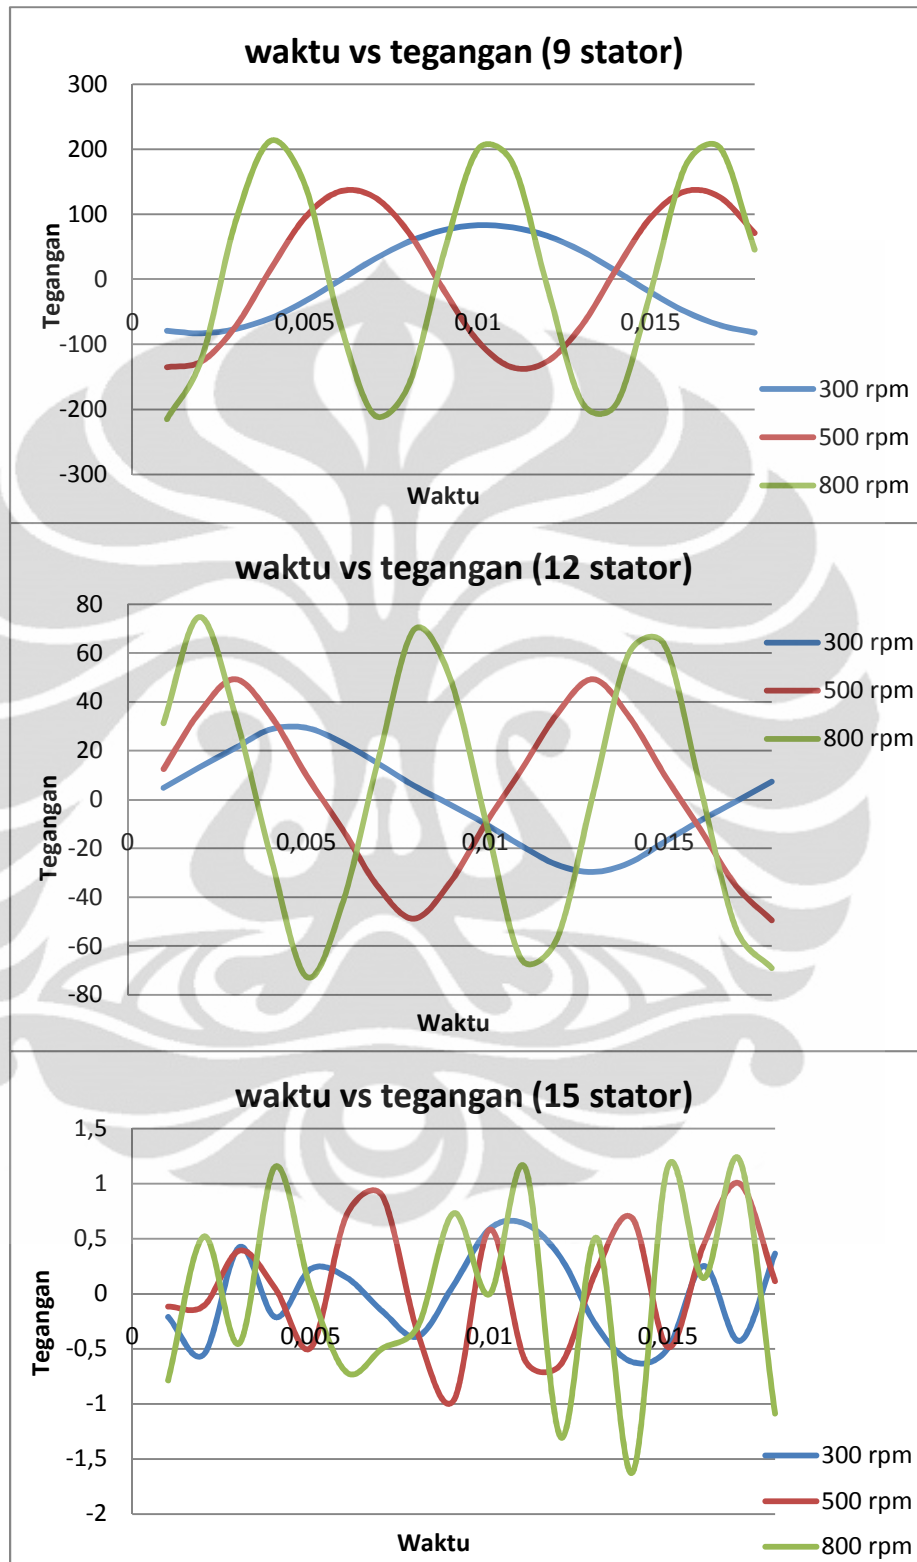 waktu vs tegangan (9 stator)
300
200
100
0
-100
-200
-300
0
0,005
0,01
0,015
Tegangan
Waktu
300 rpm
500 rpm
800 rpm
waktu vs tegangan (12 stator)
80
60
40
20
0
-20
-40
-60
-80
0
0,005
0,01
0,015
Tegangan
Waktu
300 rpm
500 rpm
800 rpm
waktu vs tegangan (15 stator)
1,5
1
0,5
0
-0,5
-1
-1,5
-2
0
0,005
0,01
0,015
Tegangan
Waktu
300 rpm
500 rpm
800 rpm